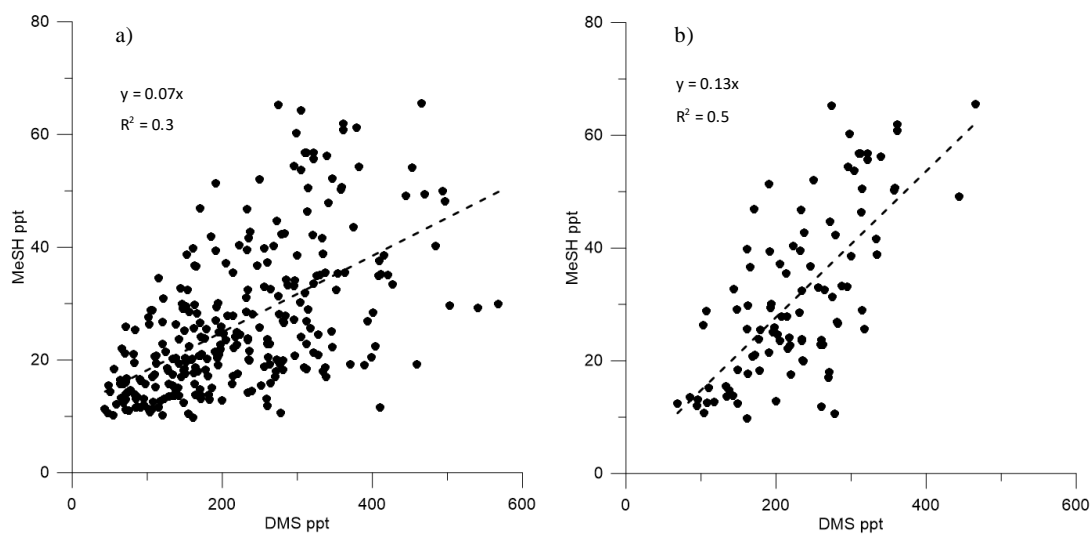 a)
y = 0.07x
R² = 0.3
80
60
40
20
0
MeSH ppt
0
200
400
600
DMS ppt
b)
y = 0.13x
R² = 0.5
80
60
40
20
0
MeSH ppt
0
200
400
600
DMS ppt